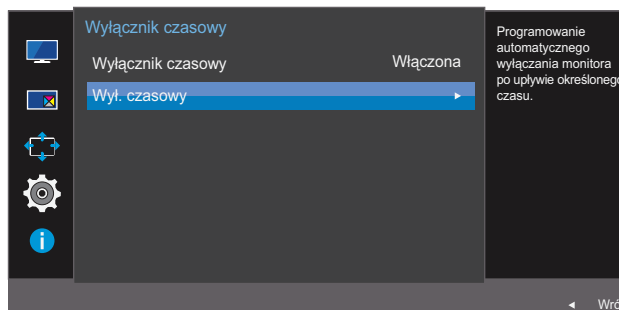 Wyłącznik czasowy
Wyłącznik czasowy Włączona
Wył. czasowy
Programowanie
automatycznego
wyłączania monitora
po upływie określonego
czasu.